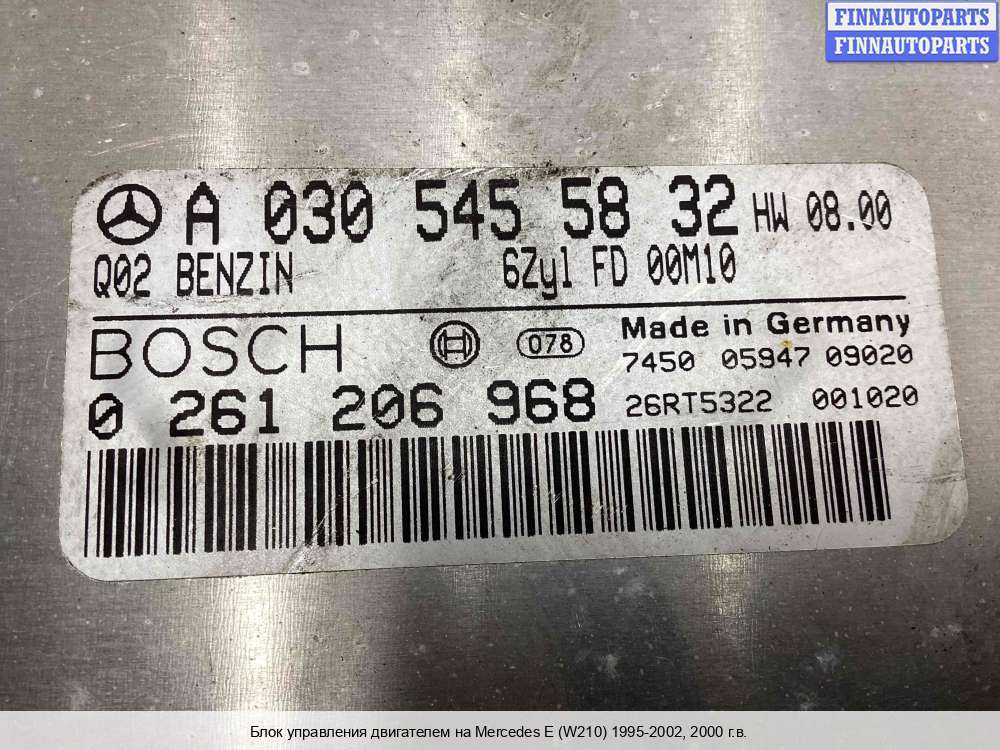 FINNAUTOPARTS
FINNAUTOPARTS
A 030 545 58 32 HW 08.00
Q02 BENZIN 6Zyl FD 00M10
BOSCH 078 Made in Germany
7450 05947 09020
0 261 206 968 26RT5322 001020
Блок управления двигателем на Mercedes E (W210) 1995-2002, 2000 г.в.